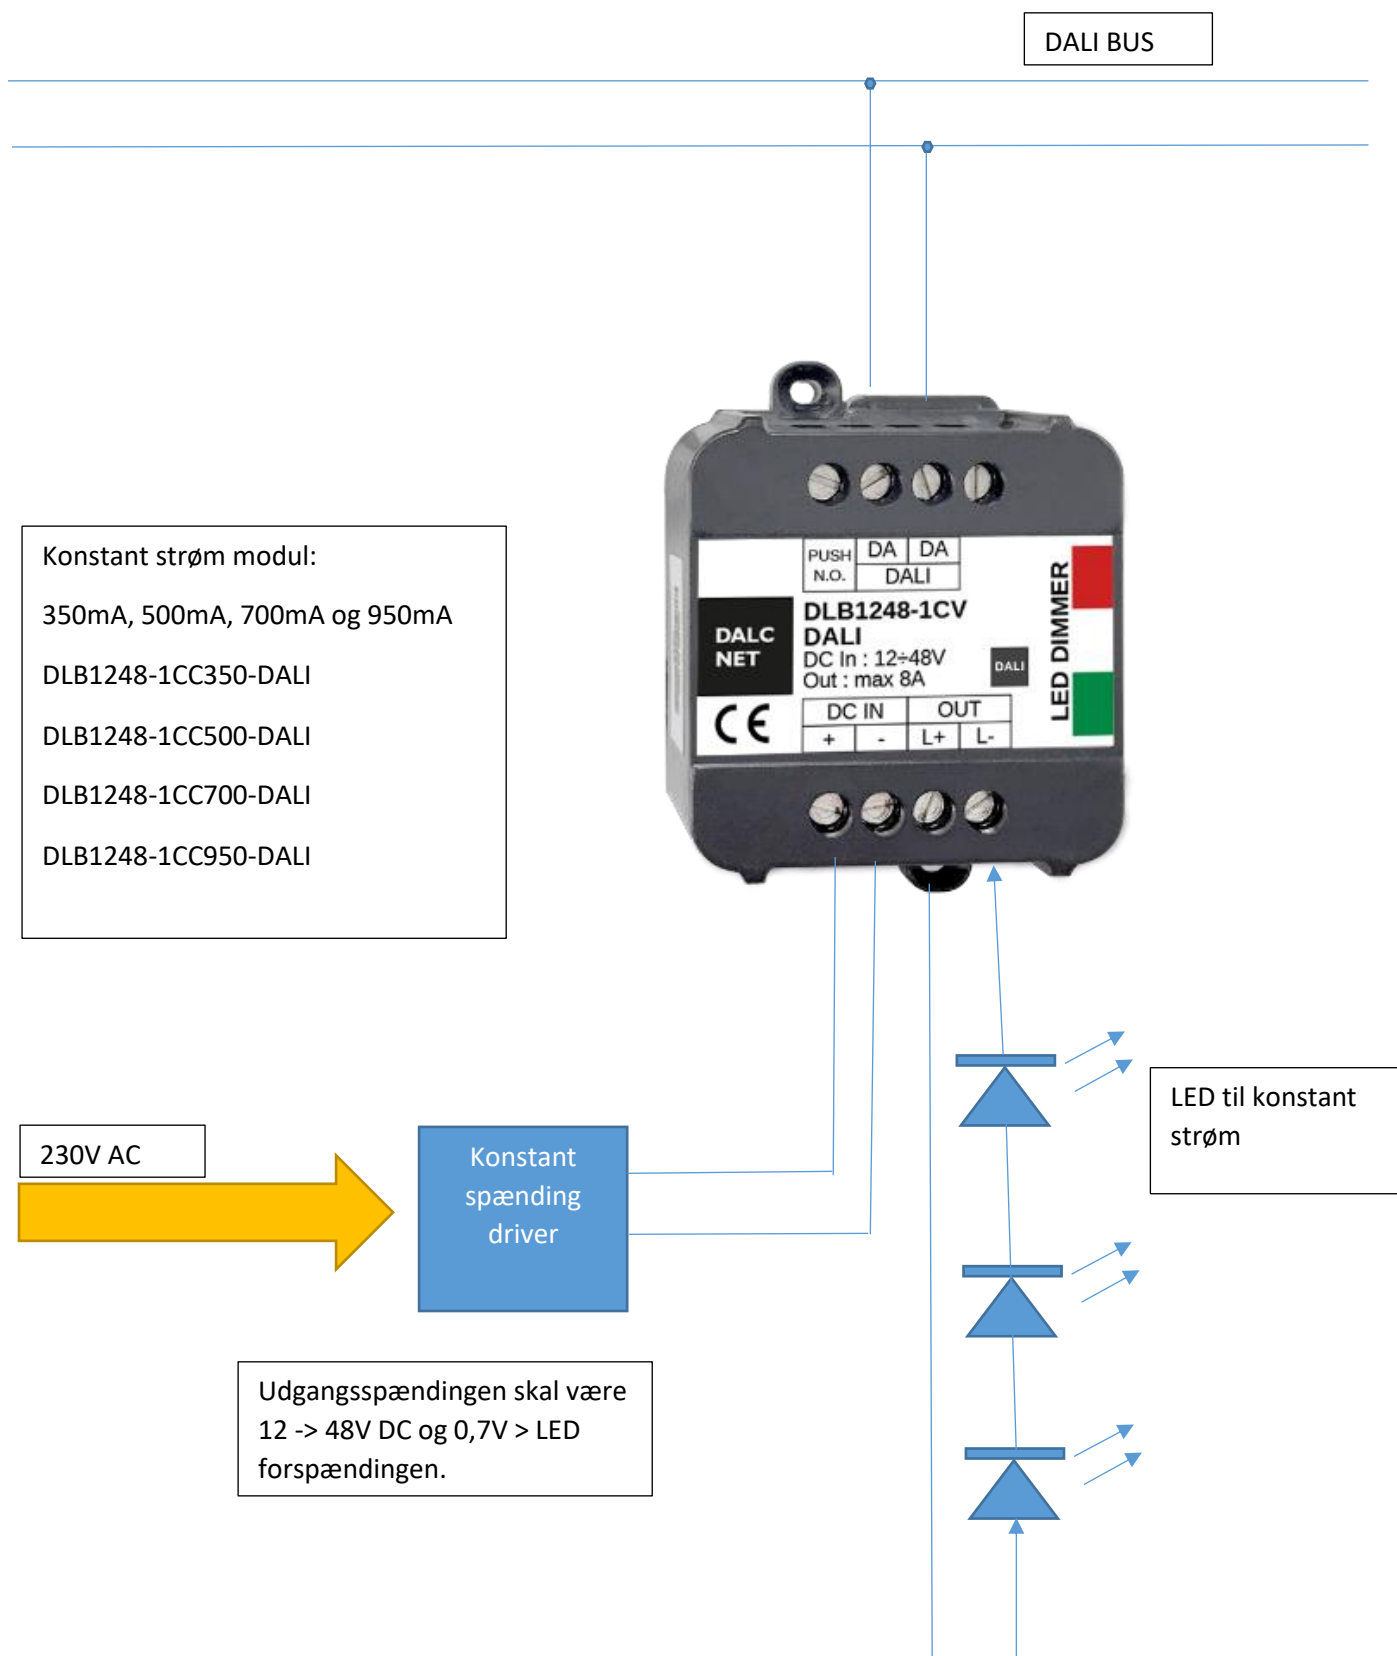 DALI BUS
PUSH DA DA
N.O. DALI
DLB1248-1CV
DALI
DC In : 12÷48V
Out : max 8A
DALC
NET
DALI
LED DIMMER
CE
DC IN OUT
+ - L+ L-
Konstant strøm modul:
350mA, 500mA, 700mA og 950mA
DLB1248-1CC350-DALI
DLB1248-1CC500-DALI
DLB1248-1CC700-DALI
DLB1248-1CC950-DALI
LED til konstant
strøm
230V AC
Konstant
spænding
driver
Udgangsspændingen skal være
12 -> 48V DC og 0,7V > LED
forspændingen.